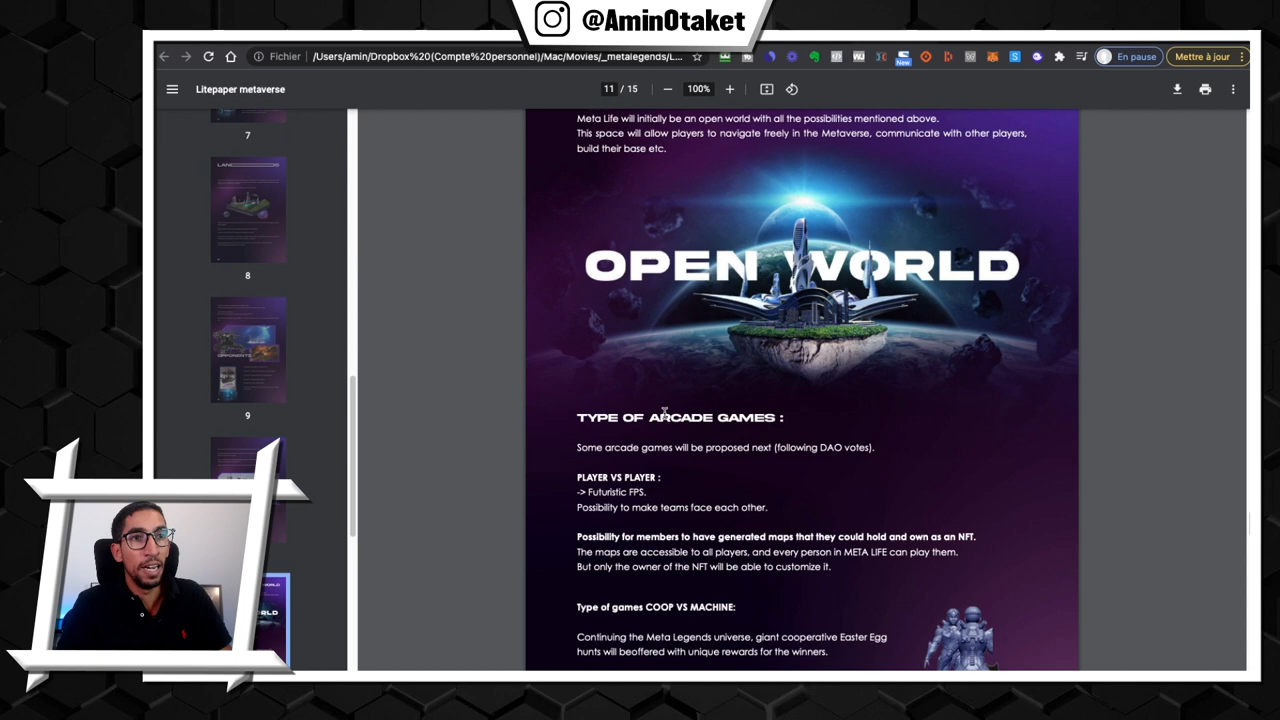 @AminOtaket
Fichier
/Users/amin/Dropbox%20(Compte%20personnel)/Mac/Movies/_metalegends/L...
New
En pause
Mettre à jour
Litepaper metaverse
11 / 15
100%
7
8
OPPONENTS
9
Meta Life will initially be an open world with all the possibilities mentioned above.
This space will allow players to navigate freely in the Metaverse, communicate with other players,
build their base etc.
OPEN WORLD
TYPE OF ARCADE GAMES :
Some arcade games will be proposed next (following DAO votes).
PLAYER VS PLAYER :
-> Futuristic FPS.
Possibility to make teams face each other.
Possibility for members to have generated maps that they could hold and own as an NFT.
The maps are accessible to all players, and every person in META LIFE can play them.
But only the owner of the NFT will be able to customize it.
Type of games COOP VS MACHINE:
Continuing the Meta Legends universe, giant cooperative Easter Egg
hunts will beoffered with unique rewards for the winners.